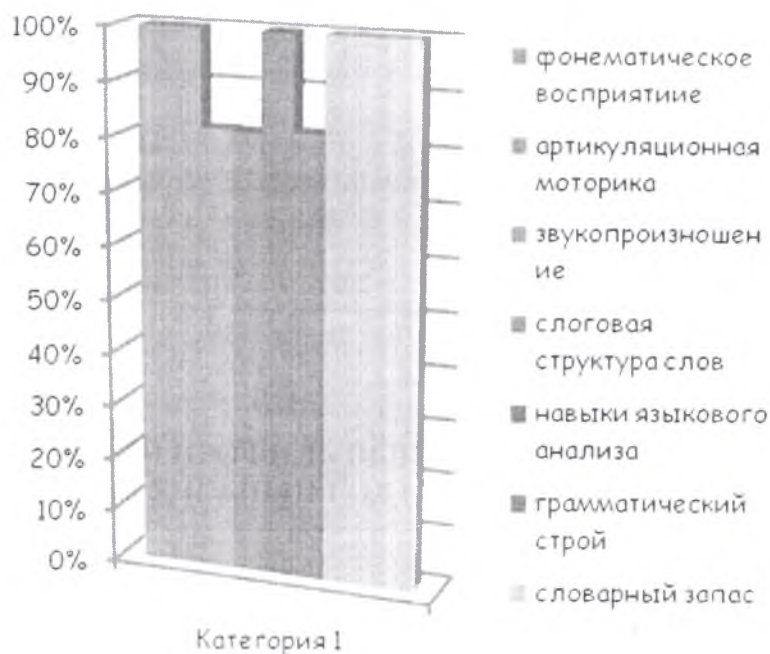 100%
90%
80%
70%
60%
50%
40%
30%
20%
10%
0%
Категория 1
фонематическое
восприятиие
артикуляционная
моторика
звукопроизношен
ие
слоговая
структура слов
навыки языкового
анализа
грамматический
строй
словарный запас